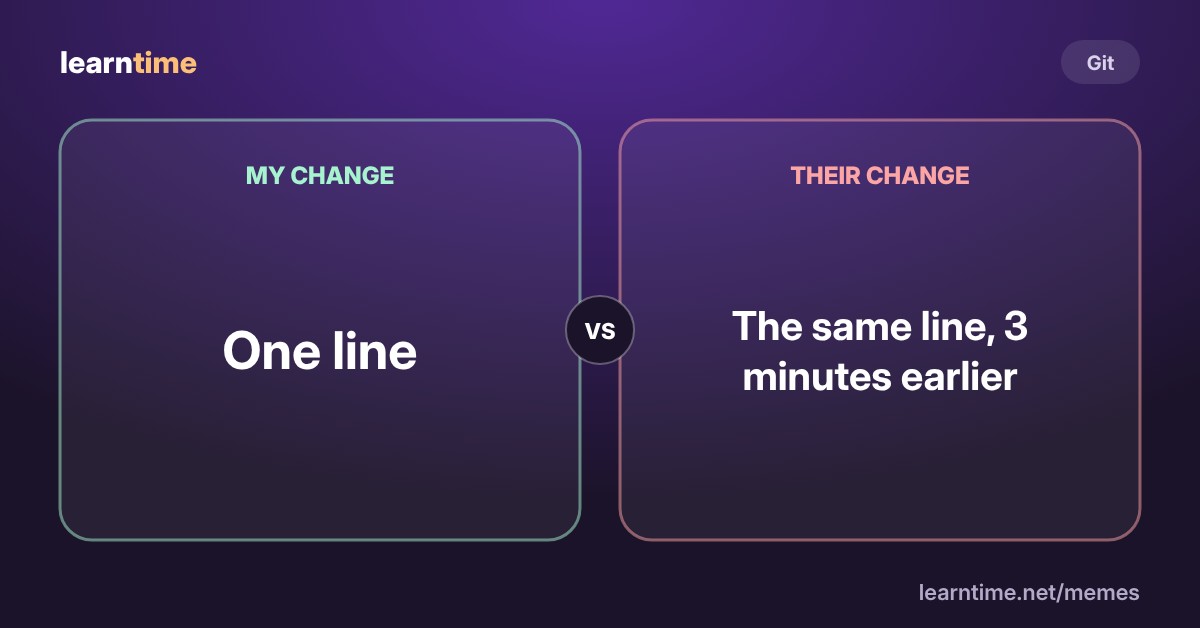 learntime
Git
MY CHANGE
One line
VS
THEIR CHANGE
The same line, 3
minutes earlier
learntime.net/memes